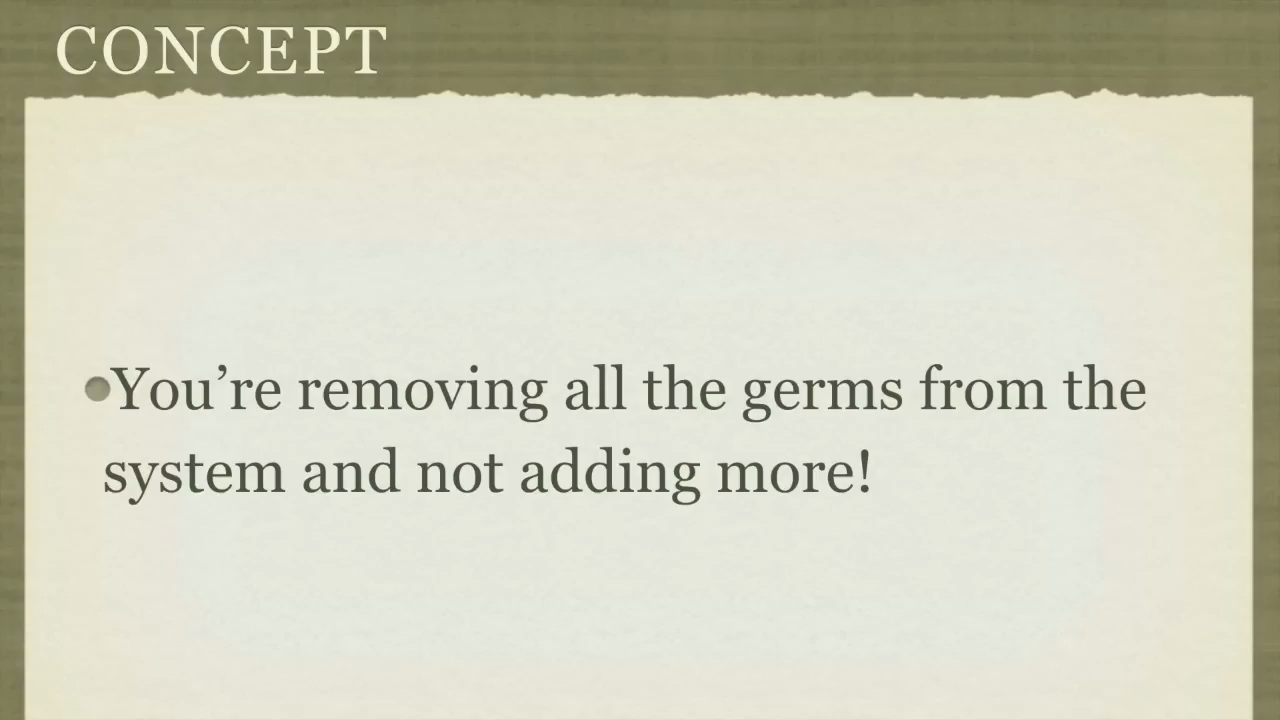 CONCEPT
•You’re removing all the germs from the
system and not adding more!